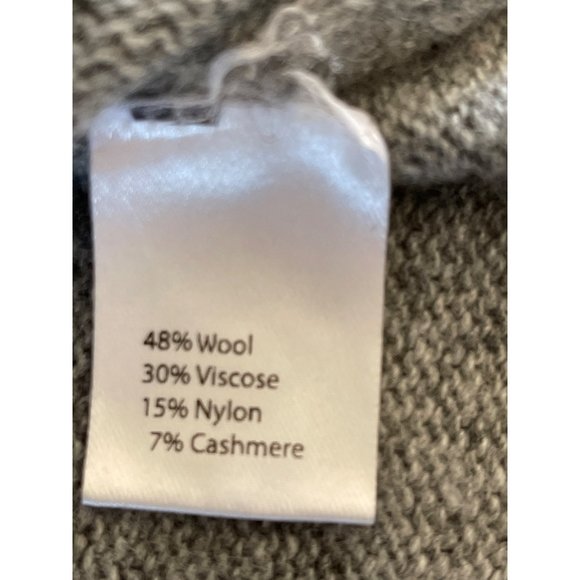 48% Wool
30% Viscose
15% Nylon
7% Cashmere